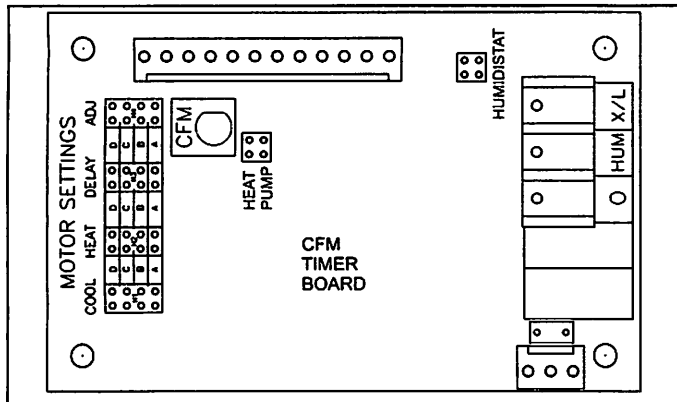 MOTOR SETTINGS
COOL HEAT DELAY ADJ
D C B A
D C B A
D C B A
CFM
HEAT
PUMP
HUMIDISTAT
CFM
TIMER
BOARD
X/L
HUM
O